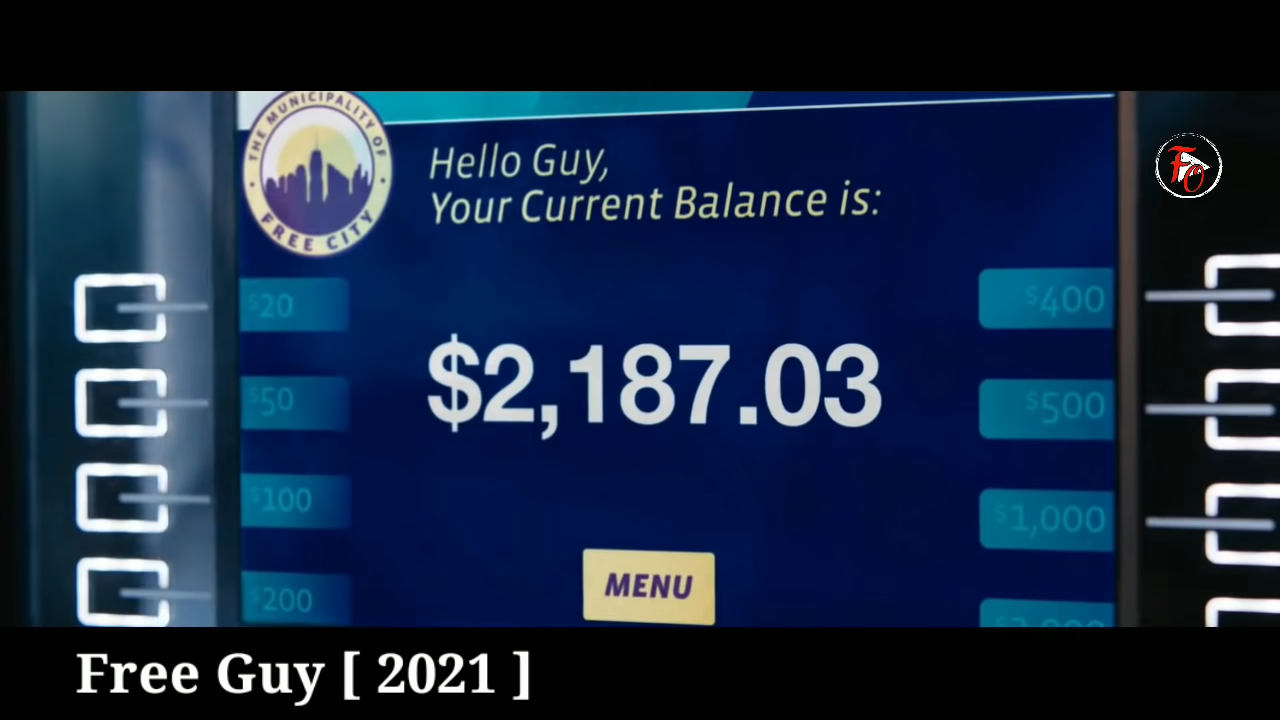 THE MUNICIPALITY OF
FREE CITY
Hello Guy,
Your Current Balance is:
$20
$400
$2,187.03
$50
$500
$100
$1,000
MENU
$200
FO
Free Guy [ 2021 ]